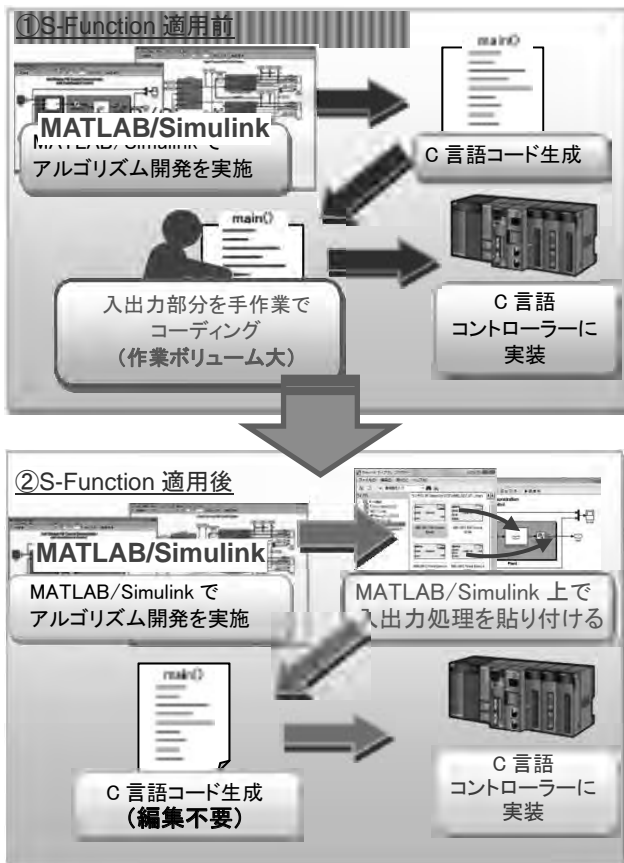 ①S-Function 適用前
MATLAB/Simulink
MATLAB/Simulink で
アルゴリズム開発を実施
main()
C 言語コード生成
main()
入出力部分を手作業で
コーディング
(作業ボリューム大)
C 言語
コントローラーに
実装
②S-Function 適用後
MATLAB/Simulink
MATLAB/Simulink で
アルゴリズム開発を実施
MATLAB/Simulink 上で
入出力処理を貼り付ける
main()
C 言語コード生成
(編集不要)
C 言語
コントローラーに
実装